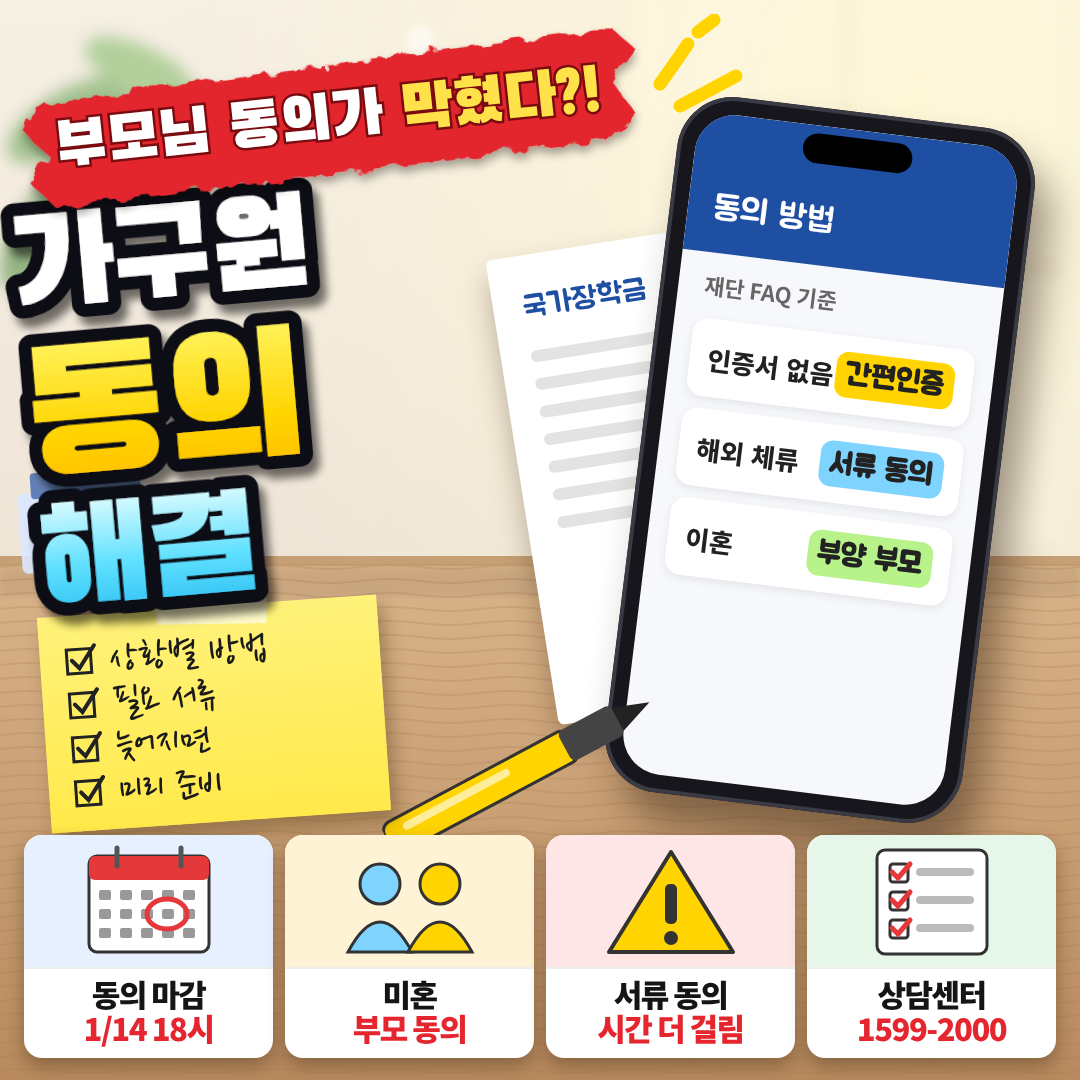 부모님 동의가 막혔다?!
가구원
동의
해결
국가장학금
동의 방법
재단 FAQ 기준
인증서 없음 간편인증
해외 체류 서류 동의
이혼 부양 부모
상황별 방법
필요 서류
늦어지면
미리 준비
동의 마감
1/14 18시
미혼
부모 동의
서류 동의
시간 더 걸림
상담센터
1599-2000